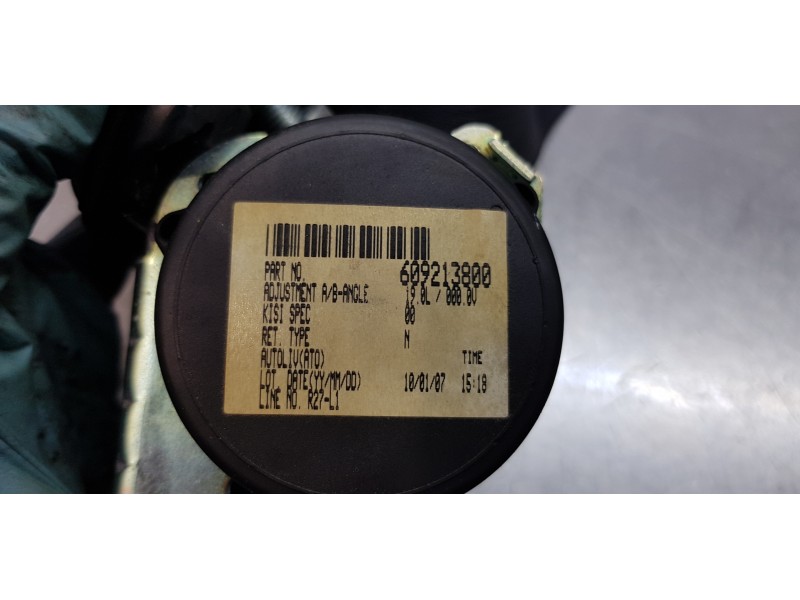 PART NO. 609213800
ADJUSTMENT A/B-ANGLE 19.0L / 000.0V
KISI SPEC 00
RET. TYPE N
AUTOLIV(ATO) TIME
LOT. DATE(YY/MM/DD) 10/01/07 15:18
LINE NO. R27-L1